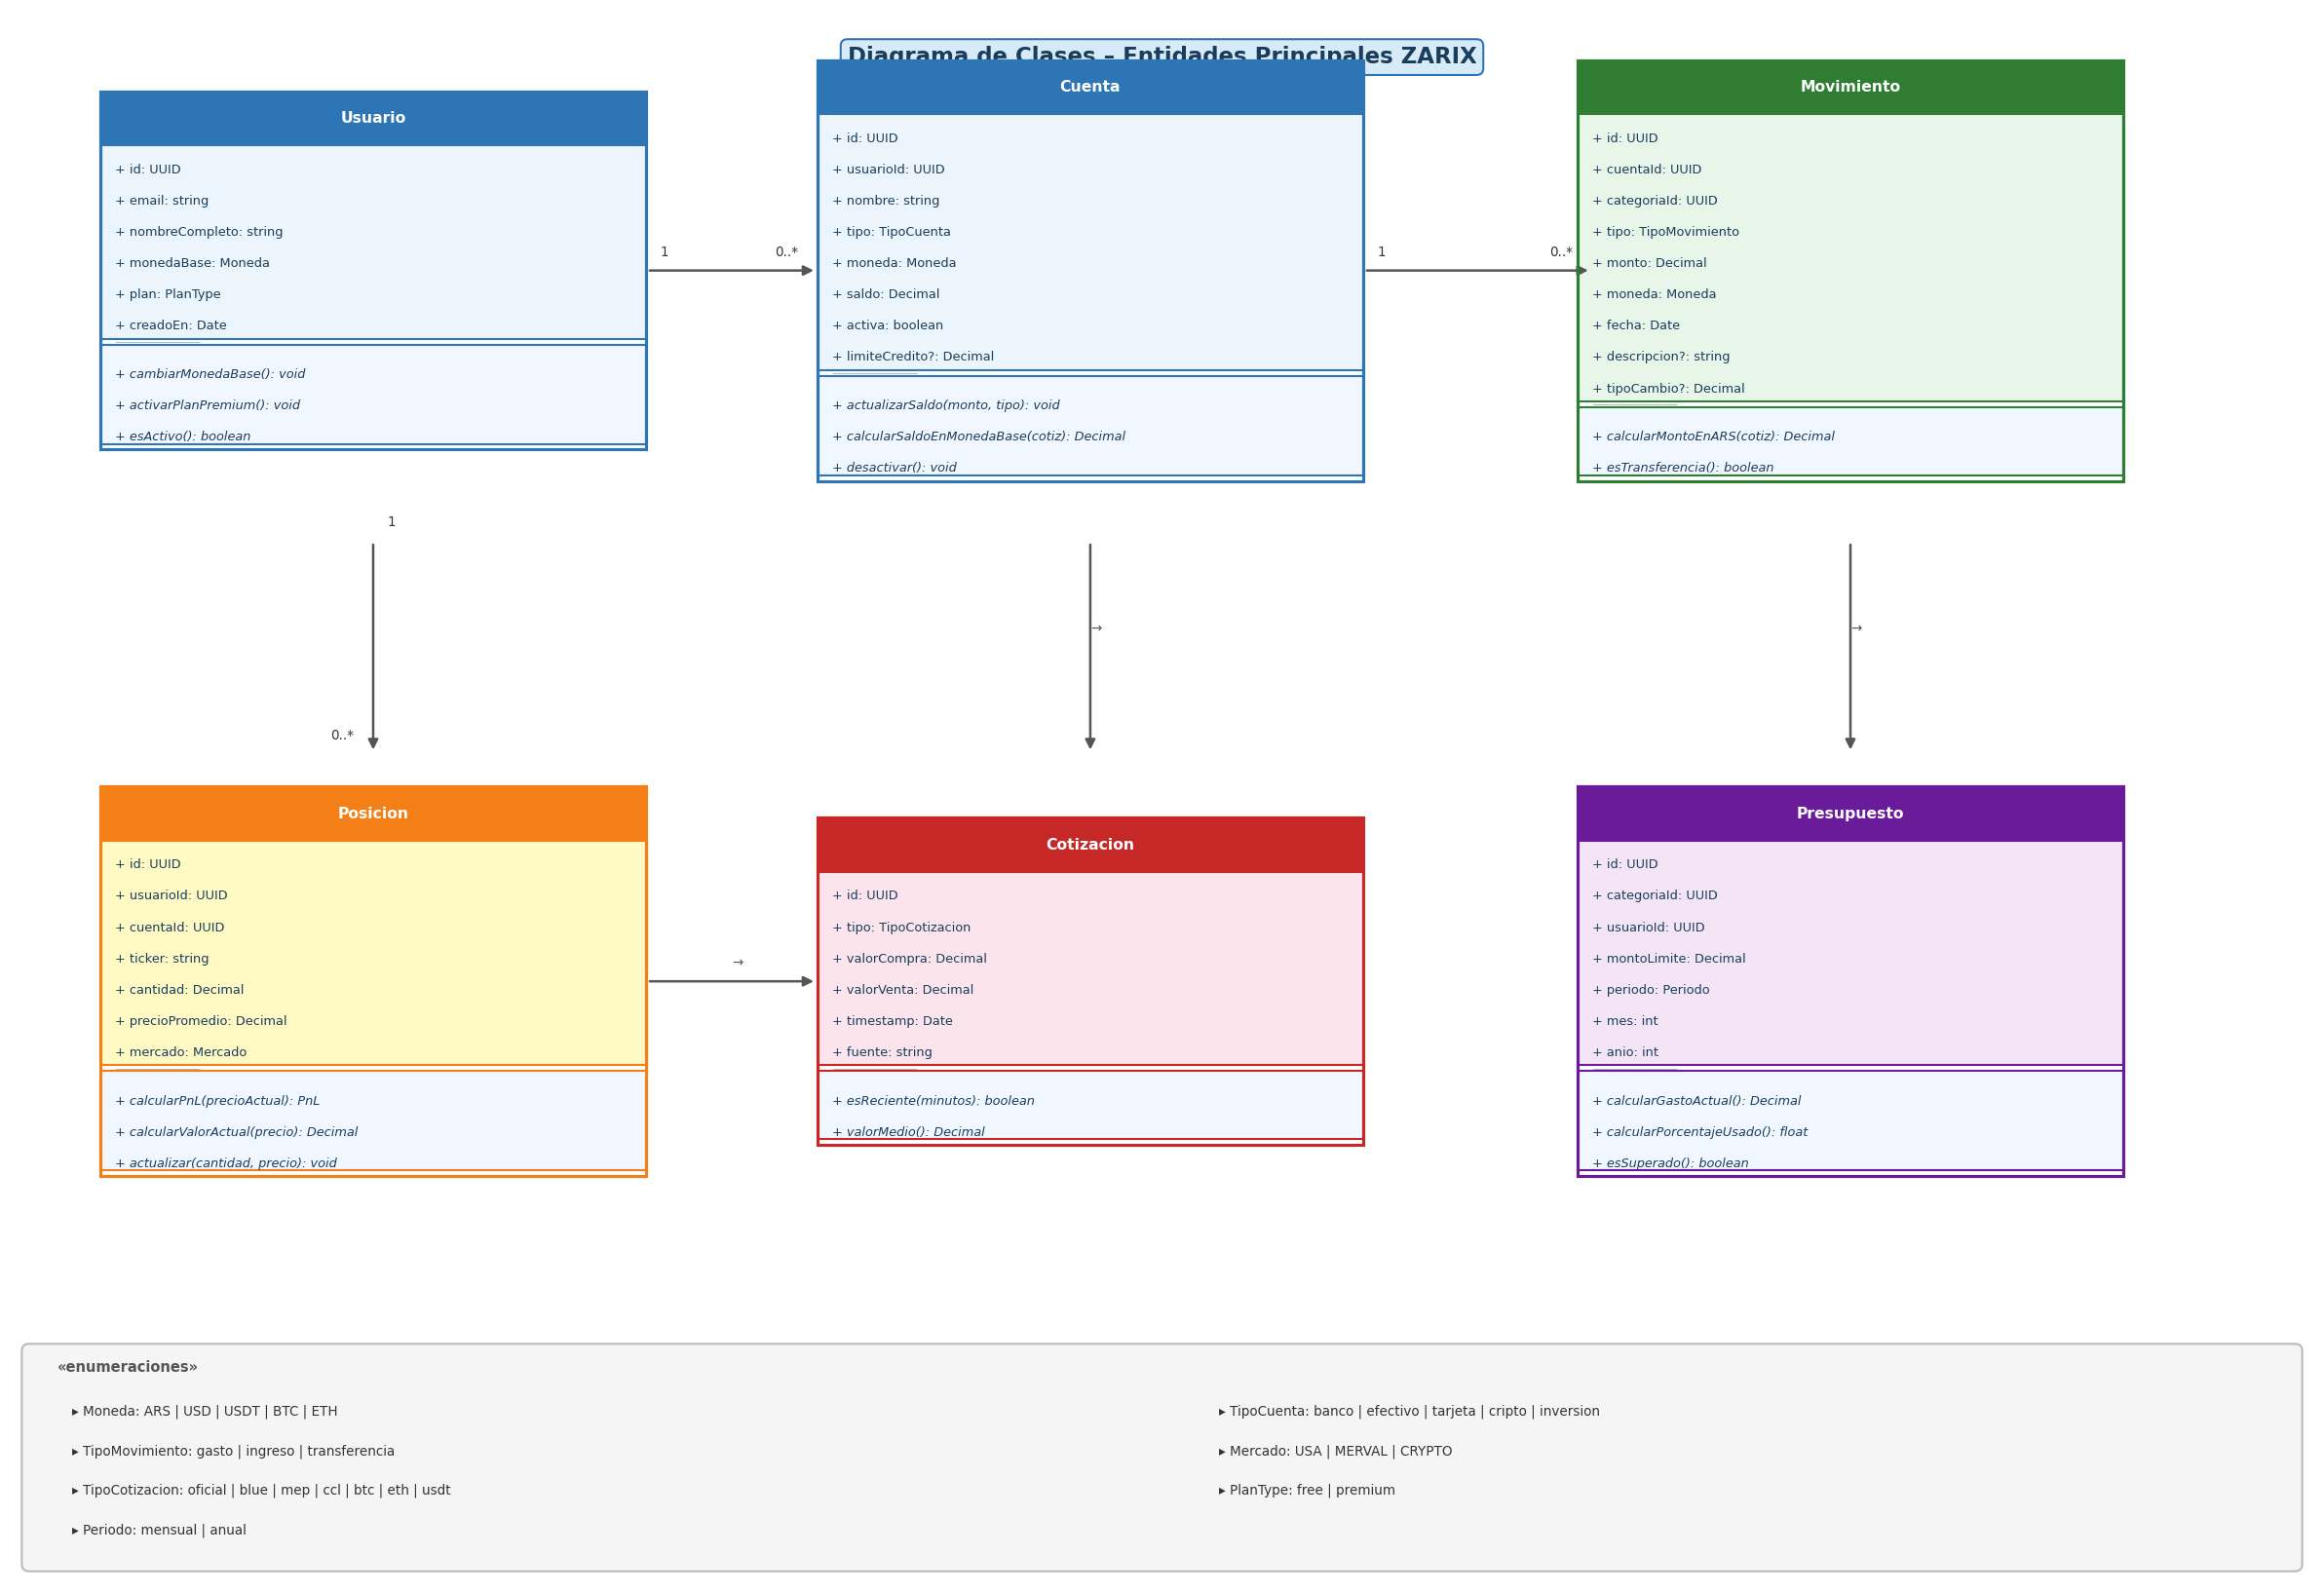 Diagrama de Clases – Entidades Principales ZARIX
Usuario
+ id: UUID
+ email: string
+ nombreCompleto: string
+ monedaBase: Moneda
+ plan: PlanType
+ creadoEn: Date
+ cambiarMonedaBase(): void
+ activarPlanPremium(): void
+ esActivo(): boolean
1
0..*
Cuenta
+ id: UUID
+ usuarioId: UUID
+ nombre: string
+ tipo: TipoCuenta
+ moneda: Moneda
+ saldo: Decimal
+ activa: boolean
+ limiteCredito?: Decimal
+ actualizarSaldo(monto, tipo): void
+ calcularSaldoEnMonedaBase(cotiz): Decimal
+ desactivar(): void
1
0..*
Movimiento
+ id: UUID
+ cuentaId: UUID
+ categoriaId: UUID
+ tipo: TipoMovimiento
+ monto: Decimal
+ moneda: Moneda
+ fecha: Date
+ descripcion?: string
+ tipoCambio?: Decimal
+ calcularMontoEnARS(cotiz): Decimal
+ esTransferencia(): boolean
1
0..*
→
→
Posicion
+ id: UUID
+ usuarioId: UUID
+ cuentaId: UUID
+ ticker: string
+ cantidad: Decimal
+ precioPromedio: Decimal
+ mercado: Mercado
+ calcularPnL(precioActual): PnL
+ calcularValorActual(precio): Decimal
+ actualizar(cantidad, precio): void
→
Cotizacion
+ id: UUID
+ tipo: TipoCotizacion
+ valorCompra: Decimal
+ valorVenta: Decimal
+ timestamp: Date
+ fuente: string
+ esReciente(minutos): boolean
+ valorMedio(): Decimal
Presupuesto
+ id: UUID
+ categoriaId: UUID
+ usuarioId: UUID
+ montoLimite: Decimal
+ periodo: Periodo
+ mes: int
+ anio: int
+ calcularGastoActual(): Decimal
+ calcularPorcentajeUsado(): float
+ esSuperado(): boolean
«enumeraciones»
▸ Moneda: ARS | USD | USDT | BTC | ETH
▸ TipoMovimiento: gasto | ingreso | transferencia
▸ TipoCotizacion: oficial | blue | mep | ccl | btc | eth | usdt
▸ Periodo: mensual | anual
▸ TipoCuenta: banco | efectivo | tarjeta | cripto | inversion
▸ Mercado: USA | MERVAL | CRYPTO
▸ PlanType: free | premium